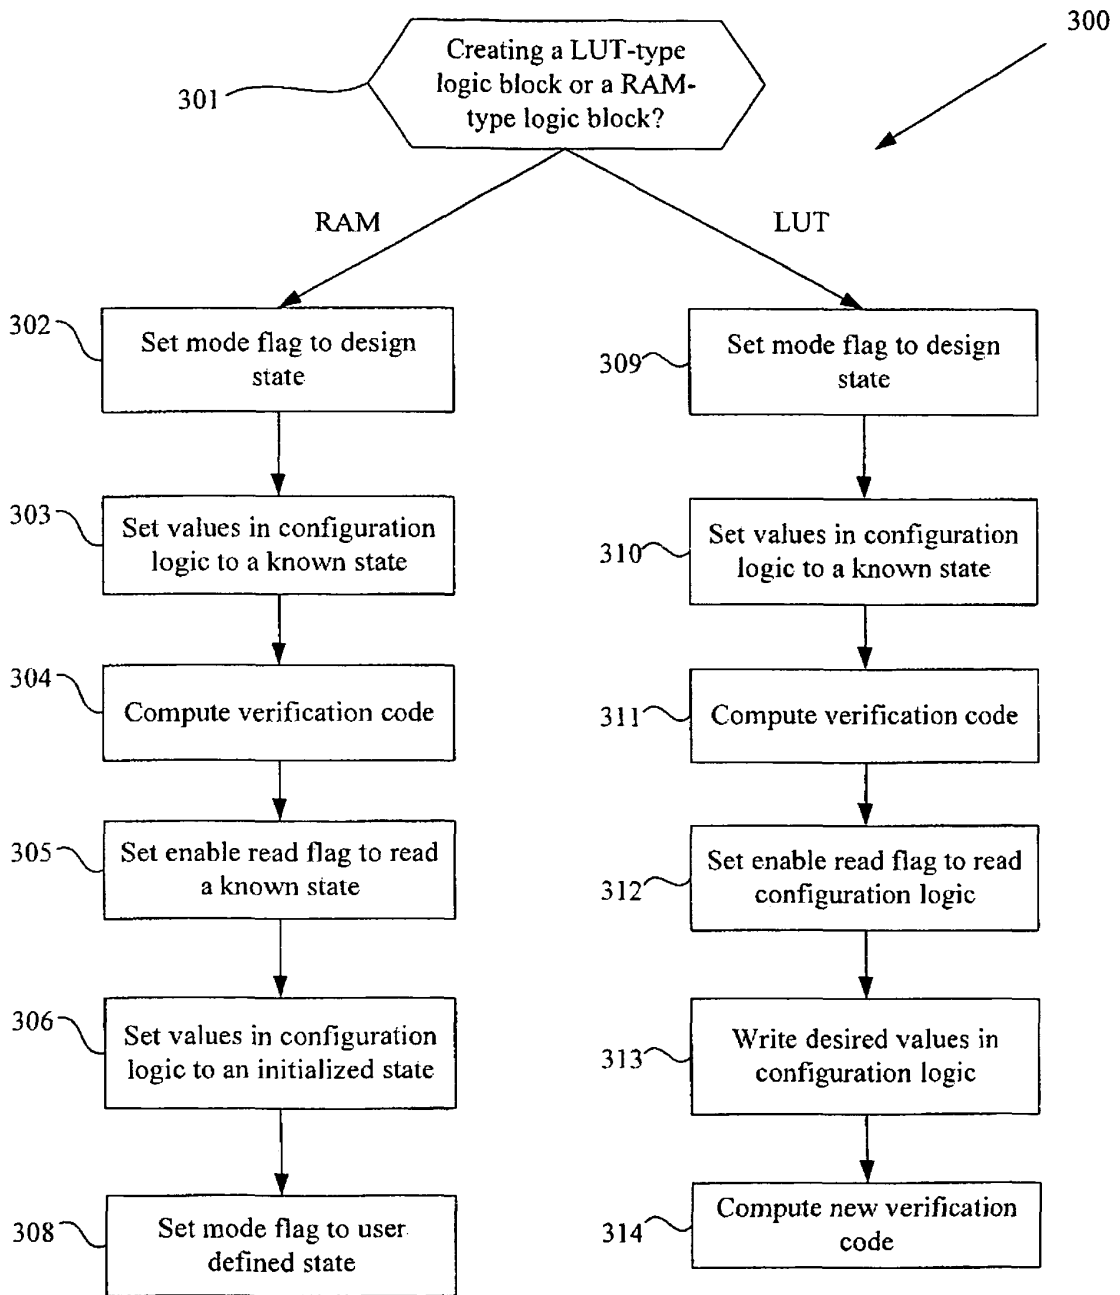 300
Creating a LUT-type
logic block or a RAM-
type logic block?
301
RAM
LUT
302
Set mode flag to design
state
303
Set values in configuration
logic to a known state
304
Compute verification code
305
Set enable read flag to read
a known state
306
Set values in configuration
logic to an initialized state
308
Set mode flag to user
defined state
309
Set mode flag to design
state
310
Set values in configuration
logic to a known state
311
Compute verification code
312
Set enable read flag to read
configuration logic
313
Write desired values in
configuration logic
314
Compute new verification
code